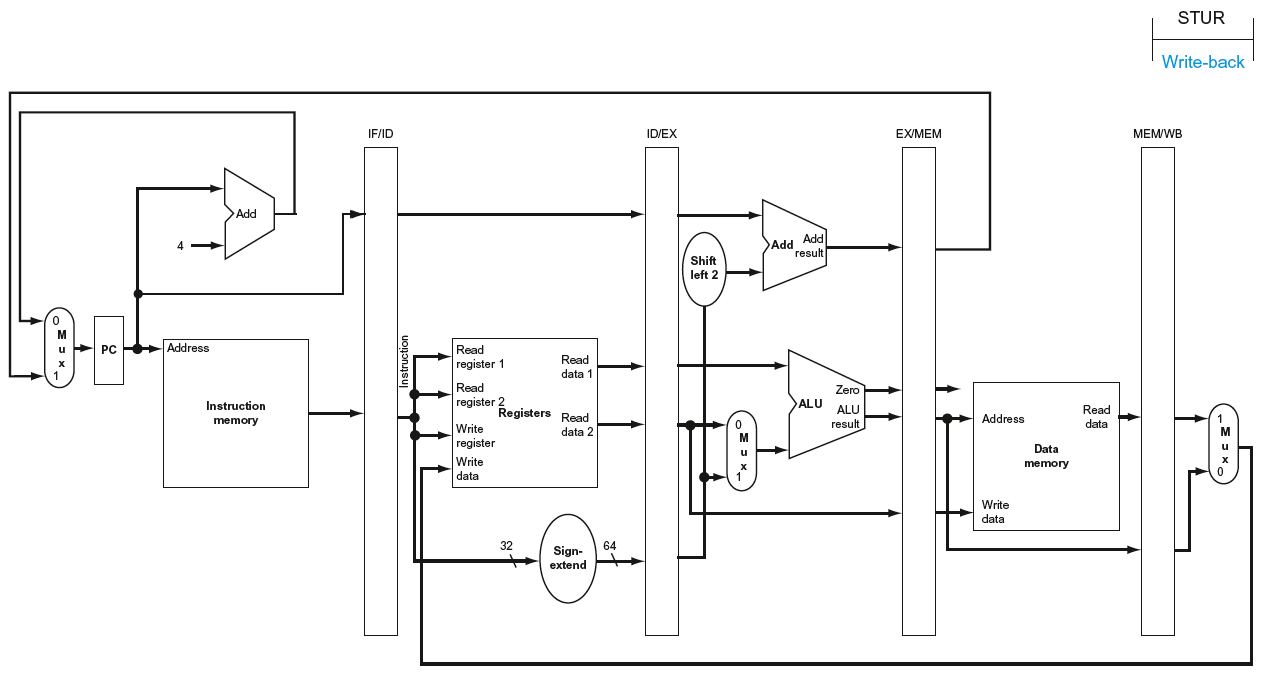 STUR
Write-back
IF/ID
ID/EX
EX/MEM
MEM/WB
Add
4
Add
Add
result
Shift
left 2
0
M
u
x
1
PC
Address
Instruction
memory
Instruction
Read
register 1
Read
register 2
Registers
Write
register
Write
data
Read
data 1
Read
data 2
32
Sign-
extend
64
0
M
u
x
1
ALU
Zero
ALU
result
Address
Read
data
Data
memory
Write
data
1
M
u
x
0